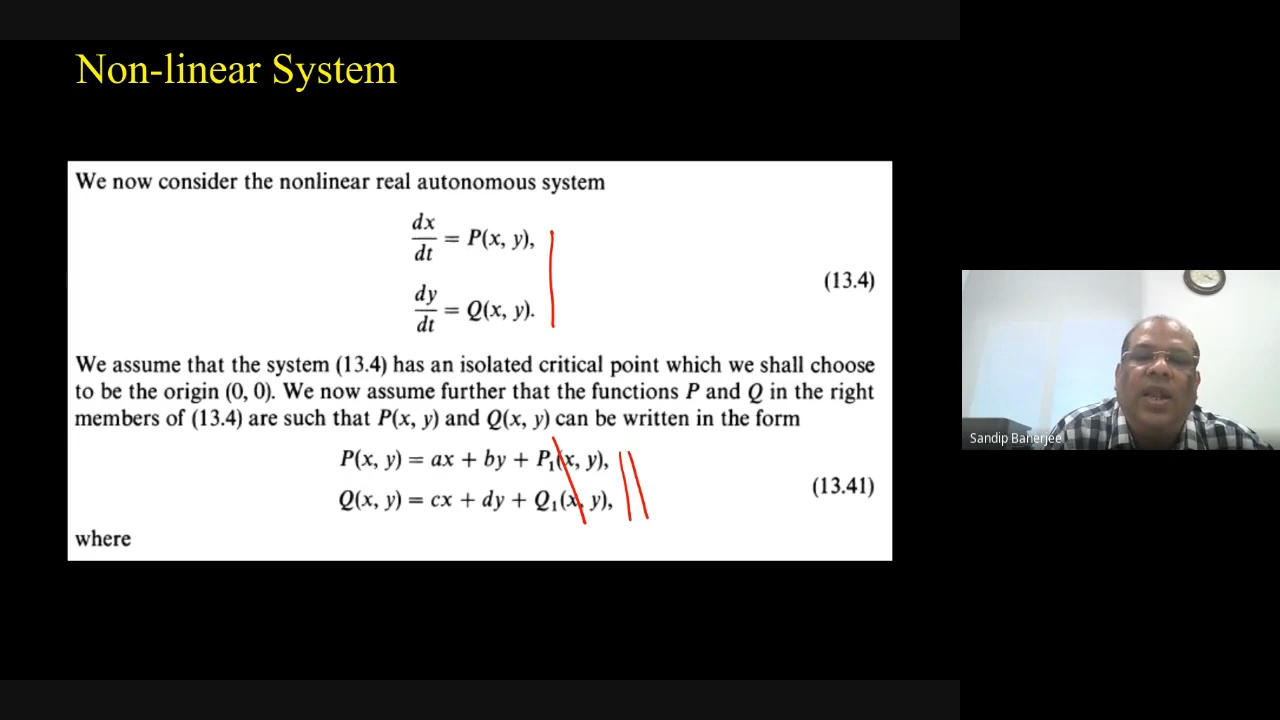 Non-linear System
We now consider the nonlinear real autonomous system
dx/dt = P(x, y),
(13.4)
dy/dt = Q(x, y).
We assume that the system (13.4) has an isolated critical point which we shall choose
to be the origin (0, 0). We now assume further that the functions P and Q in the right
members of (13.4) are such that P(x, y) and Q(x, y) can be written in the form
P(x, y) = ax + by + P₁(x, y),
(13.41)
Q(x, y) = cx + dy + Q₁(x, y),
where
Sandip Banerjee